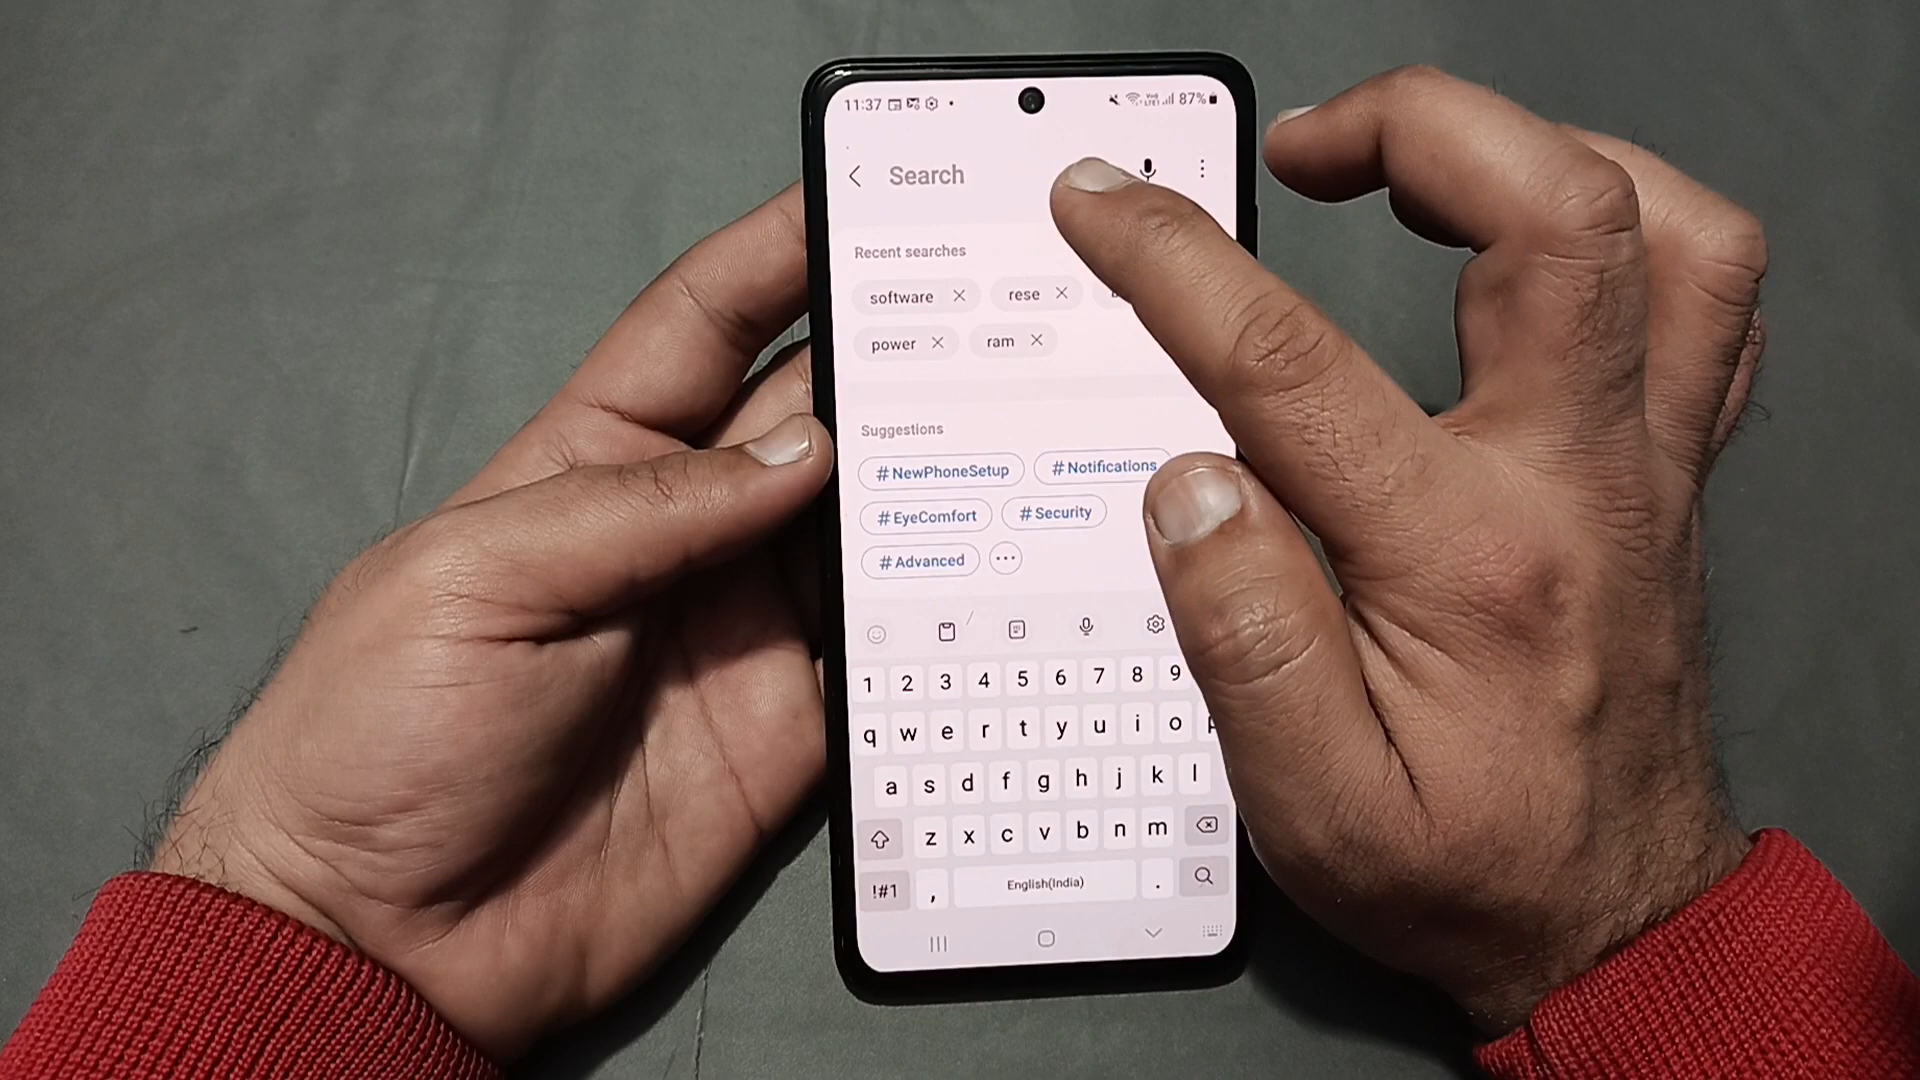 11:37 87%
Search
Recent searches
software rese
power ram
Suggestions
#NewPhoneSetup #Notifications
#EyeComfort #Security
#Advanced
1 2 3 4 5 6 7 8 9
q w e r t y u i o
a s d f g h j k l
z x c v b n m
!#1 , English(India) .